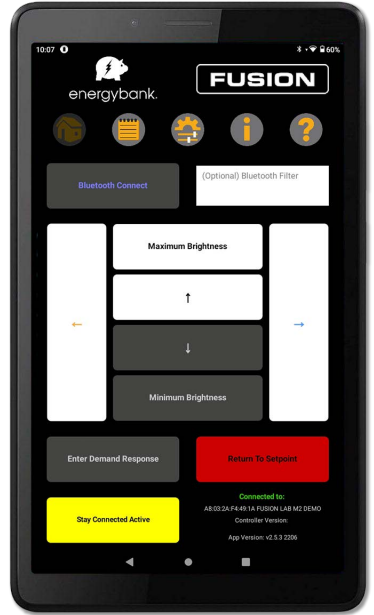 10:07
60%
energybank.
FUSION
i
?
Bluetooth Connect
(Optional) Bluetooth Filter
Maximum Brightness
↑
←
→
↓
Minimum Brightness
Enter Demand Response
Return To Setpoint
Stay Connected Active
Connected to:
A8:03:2A:F4:49:1A FUSION LAB M2 DEMO
Controller Version:
App Version: v2.5.3 2206